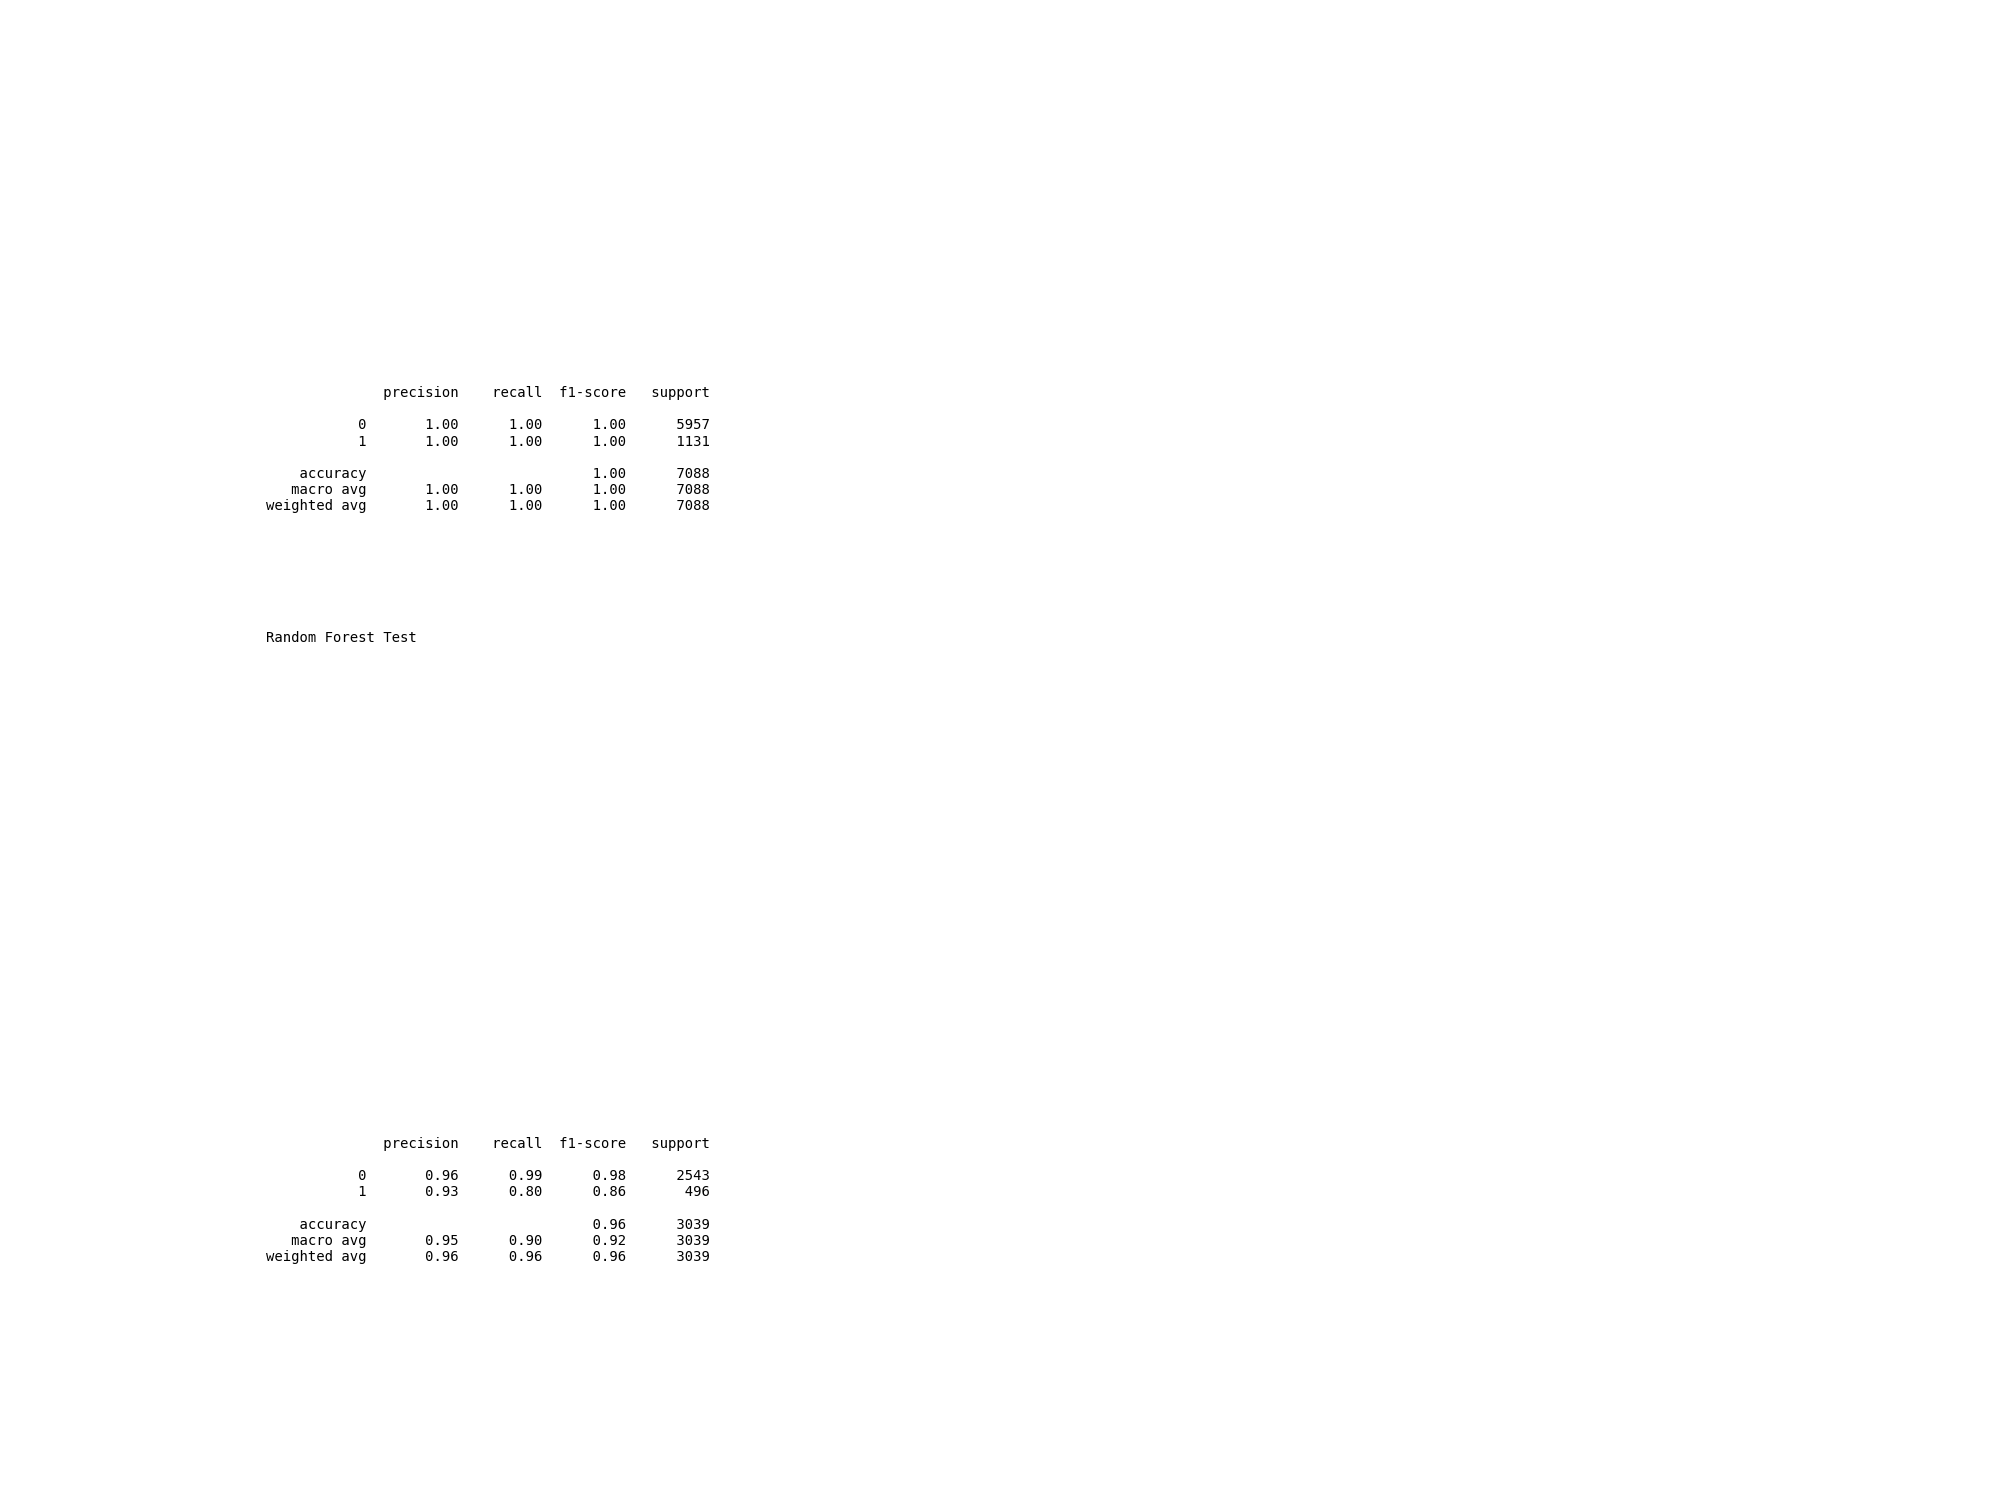 precision recall f1-score support
0 1.00 1.00 1.00 5957
1 1.00 1.00 1.00 1131
accuracy 1.00 7088
macro avg 1.00 1.00 1.00 7088
weighted avg 1.00 1.00 1.00 7088
Random Forest Test
precision recall f1-score support
0 0.96 0.99 0.98 2543
1 0.93 0.80 0.86 496
accuracy 0.96 3039
macro avg 0.95 0.90 0.92 3039
weighted avg 0.96 0.96 0.96 3039